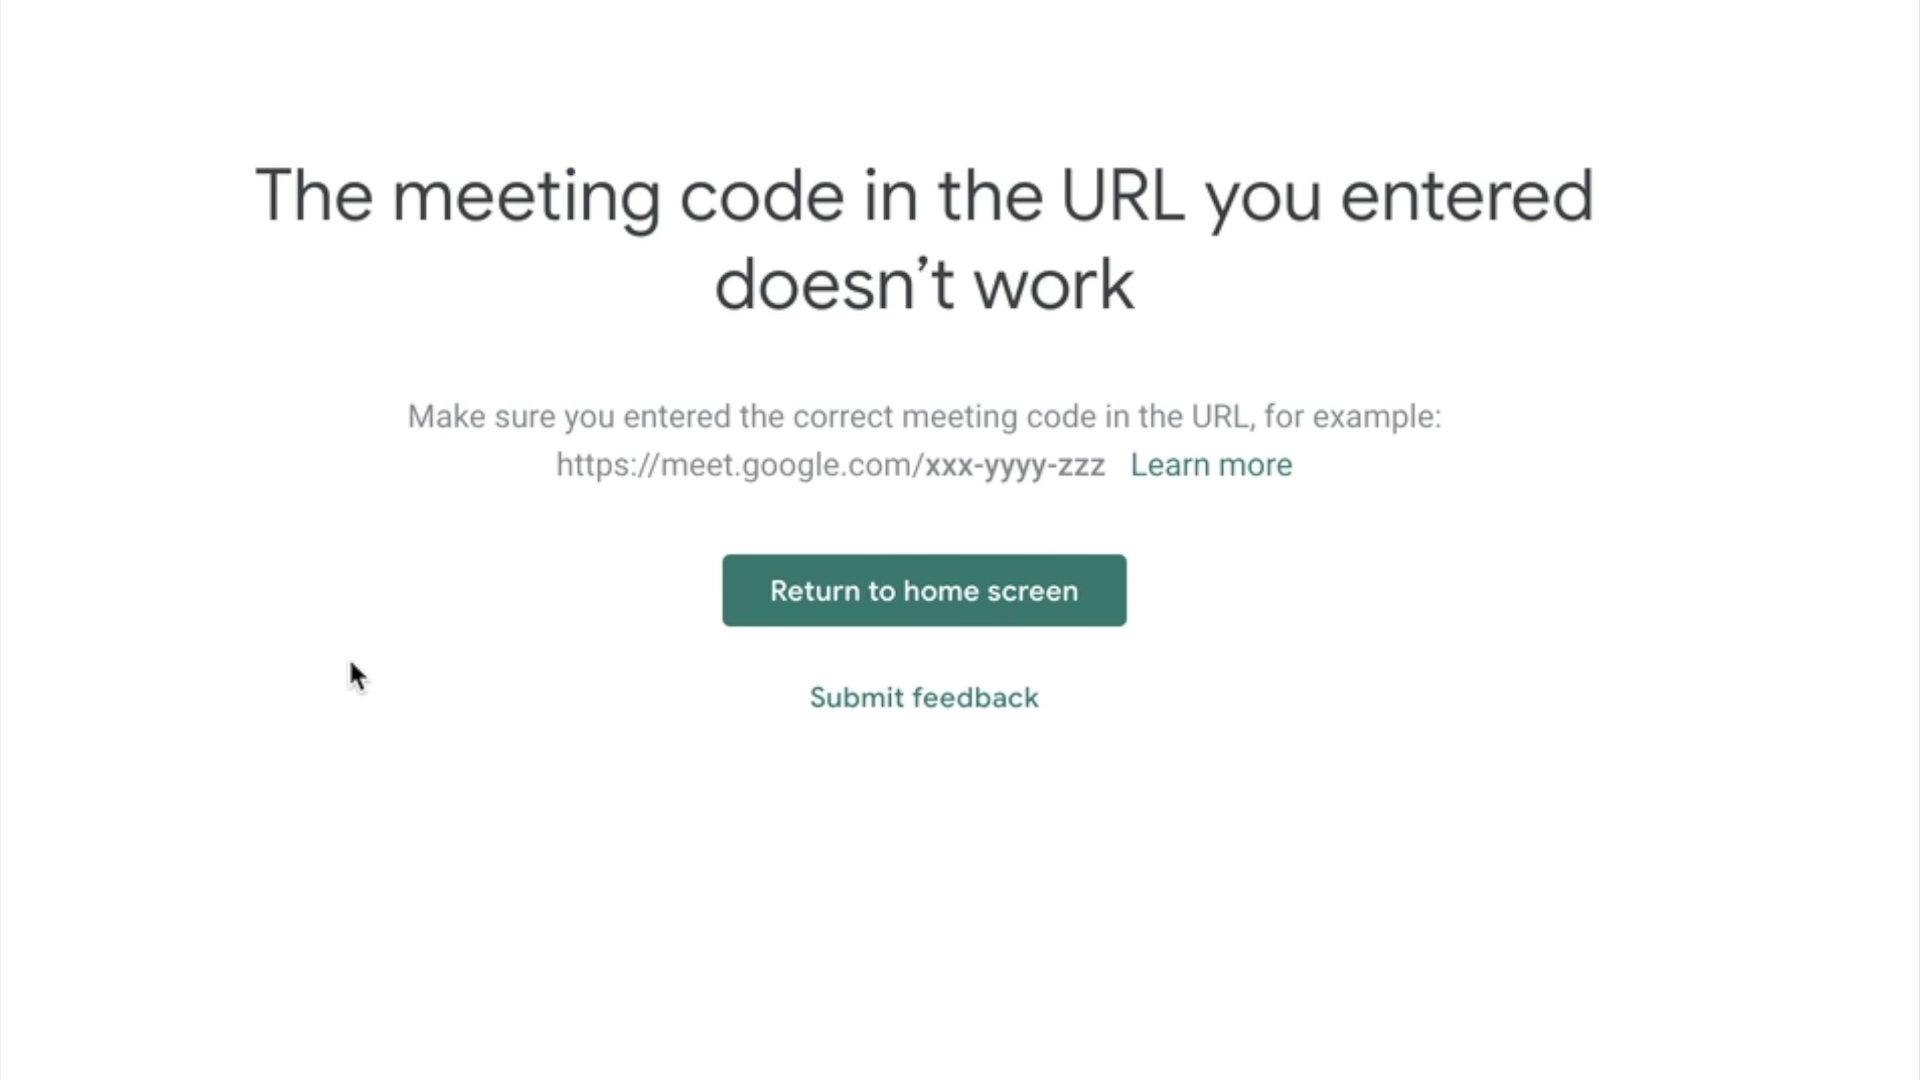 The meeting code in the URL you entered
doesn’t work
Make sure you entered the correct meeting code in the URL, for example:
https://meet.google.com/xxx-yyyy-zzz Learn more
Return to home screen
Submit feedback